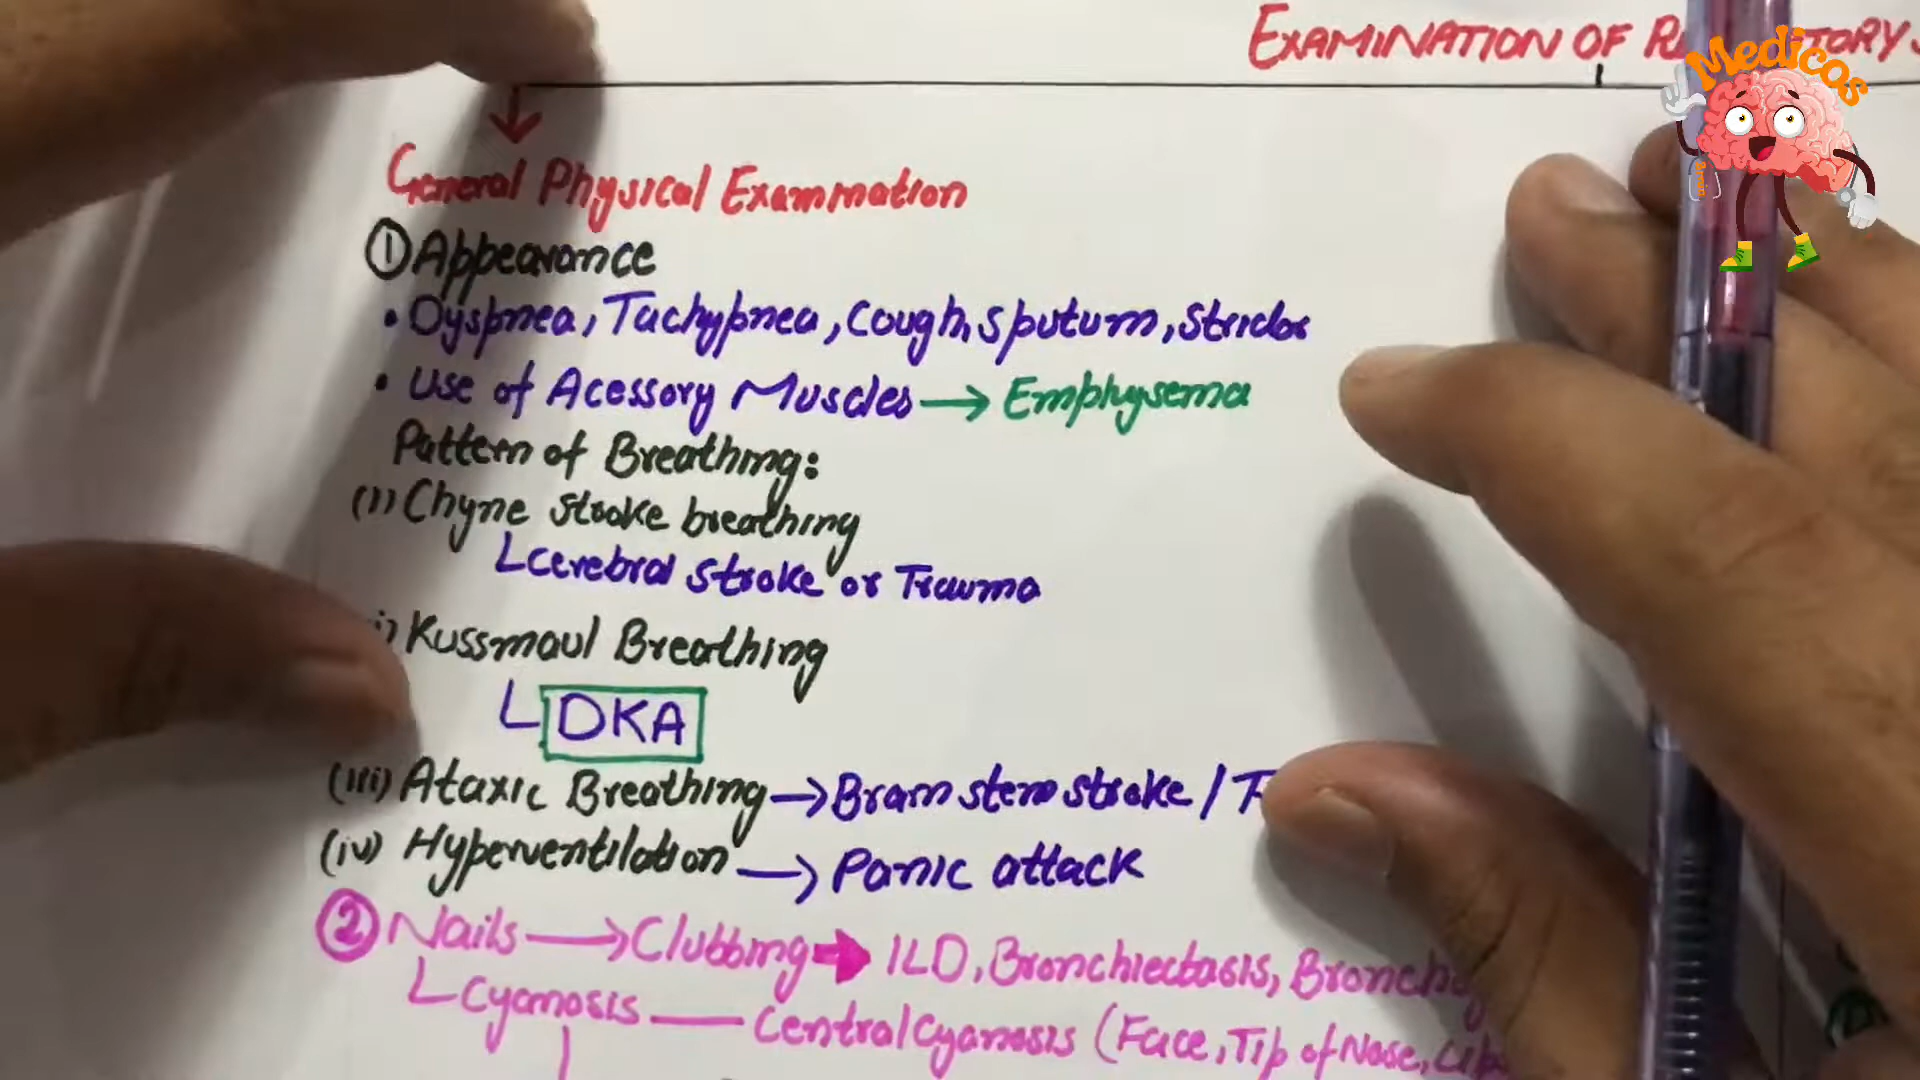 EXAMINATION OF
Medicos
General Physical Examination
① Appearance
• Dyspnea, Tachypnea, Cough, Sputum, Stridor
• Use of Acessory Muscles → Emphysema
Pattern of Breathing:
(i) Chyne stroke breathing
Cerebral stroke or Trauma
Kussmaul Breathing
DKA
(iii) Ataxic Breathing → Brain stem stroke /
(iv) Hyperventilation → Panic attack
② Nails → Clubbing → ILD, Bronchiectasis,
Cyanosis — Central Cyanosis (Face, Tip of Nose,